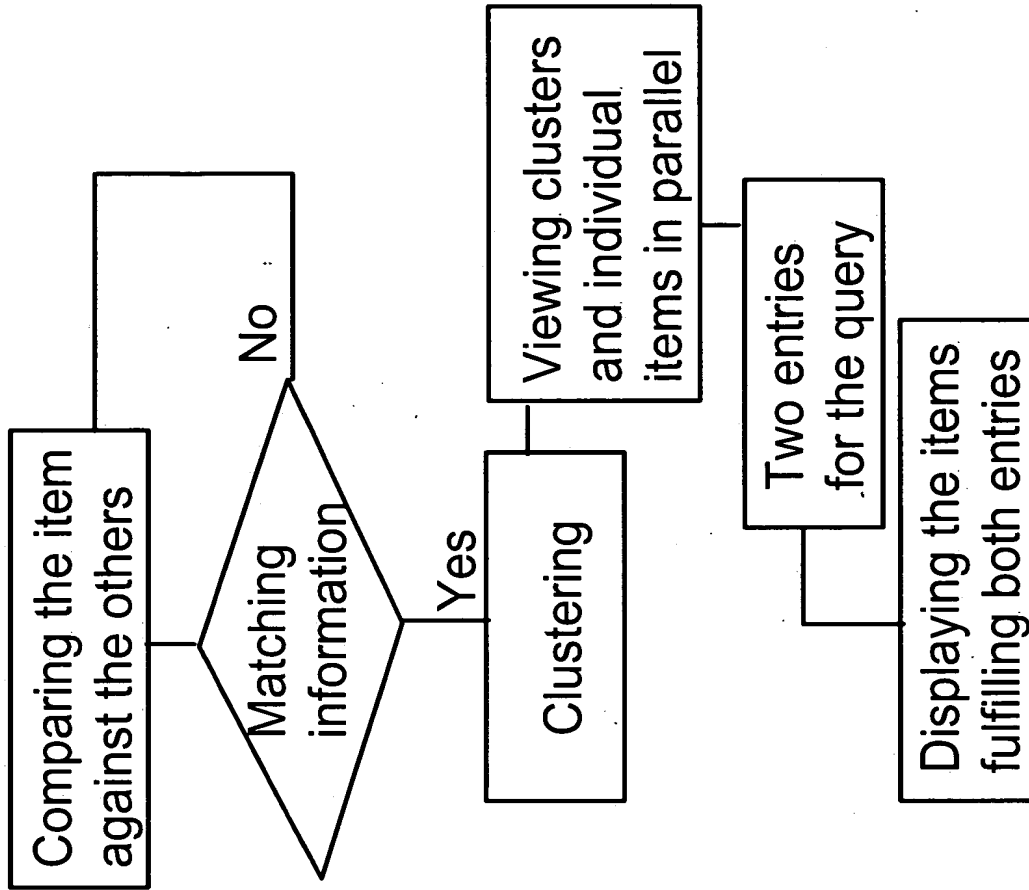 Comparing the item
against the others
No
Matching
information
Yes
Clustering
Viewing clusters
and individual
items in parallel
Two entries
for the query
Displaying the items
fulfilling both entries